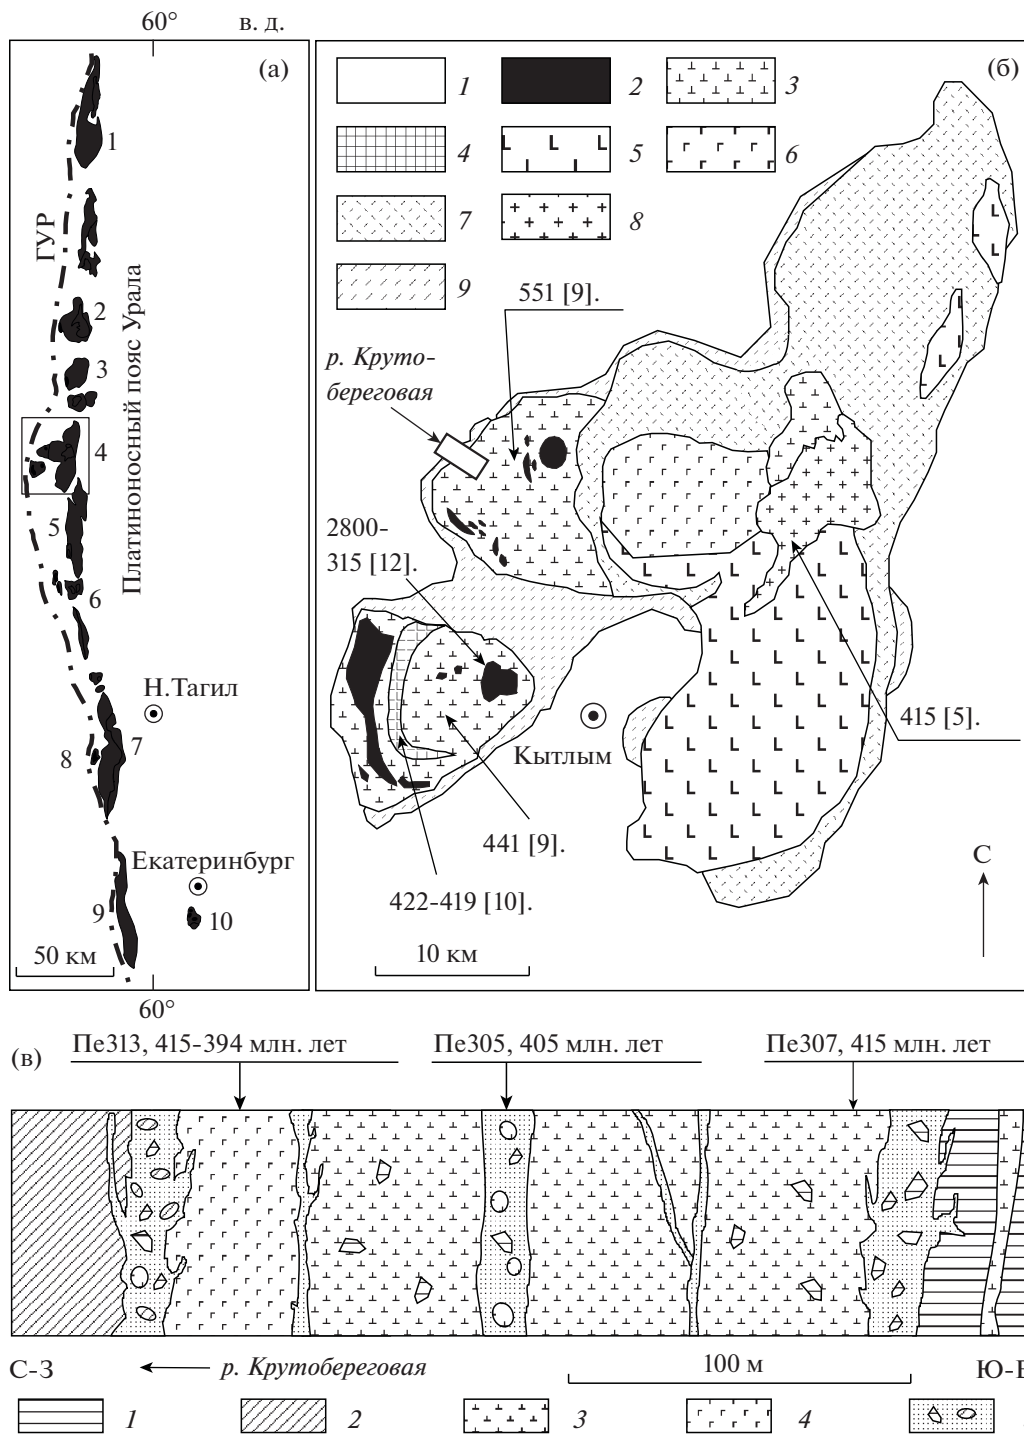 60°
в. д.
(а)
1
ГУР
2
Платиноносный пояс Урала
3
4
5
6
Н.Тагил
7
8
Екатеринбург
9
10
50 км
60°
(б)
1
2
3
4
5
6
7
8
9
551 [9].
р. Круто-
береговая
2800-
315 [12].
415 [5].
Кытлым
441 [9].
422-419 [10].
С
10 км
(в)
Пе313, 415-394 млн. лет
Пе305, 405 млн. лет
Пе307, 415 млн. лет
С-З
р. Крутобереговая
100 м
1
2
3
4